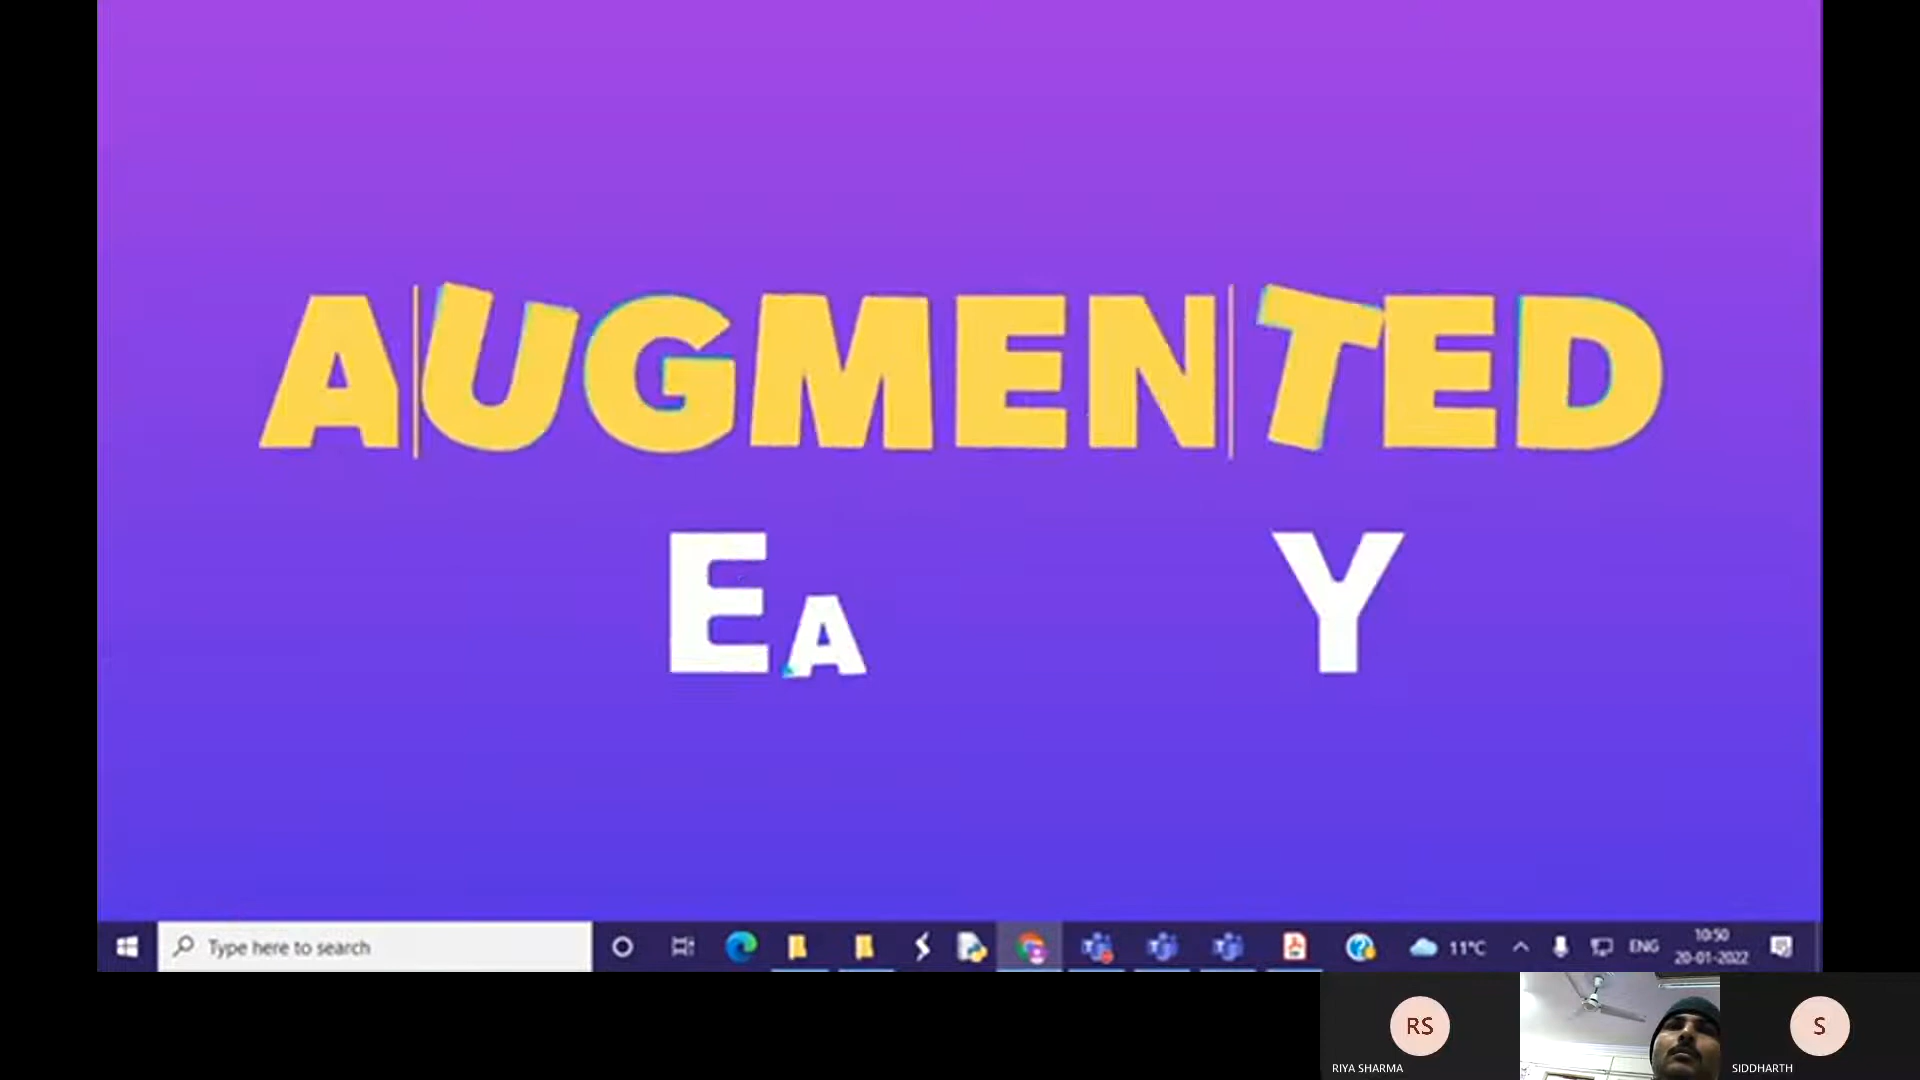 AUGMENTED
EA Y
Type here to search
11°C ENG 10:50
20-01-2022
RS
S
RIYA SHARMA
SIDDHARTH